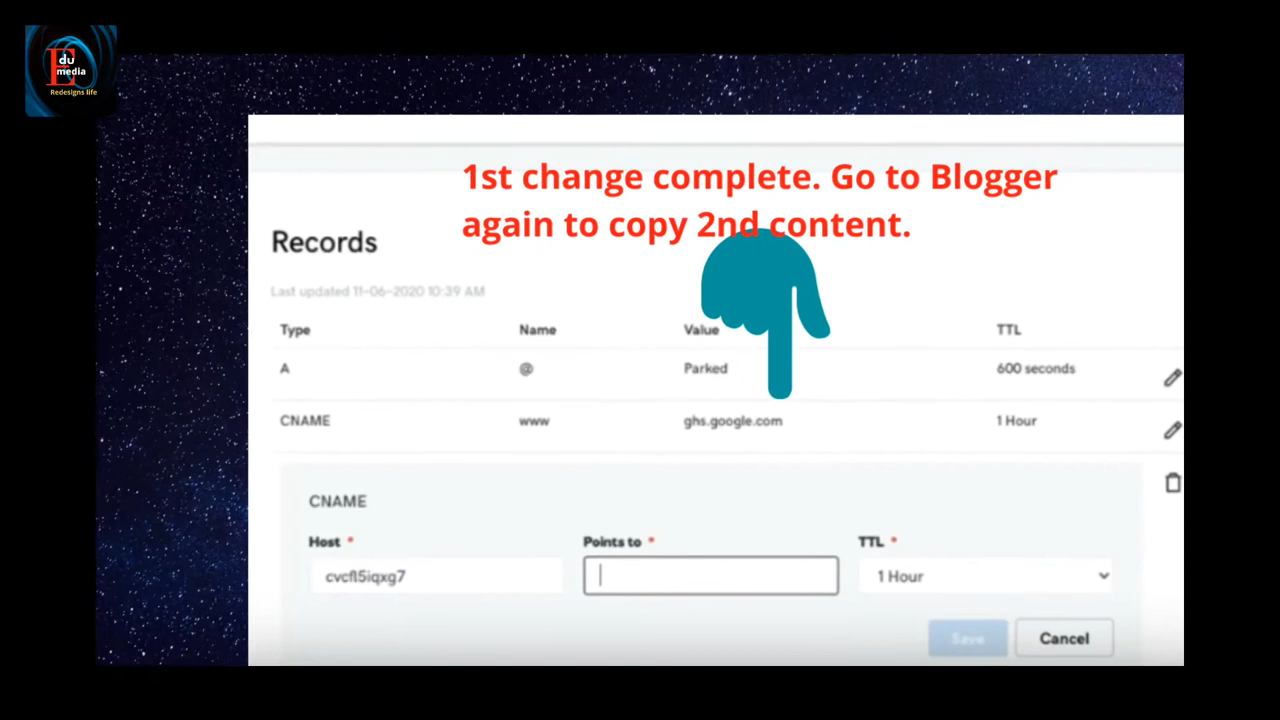 Edu
media
Redesigns life
1st change complete. Go to Blogger
again to copy 2nd content.
Records
Last updated 11-06-2020 10:39 AM
Type Name Value TTL
A @ Parked 600 seconds
CNAME www ghs.google.com 1 Hour
CNAME
Host * Points to * TTL *
cvcfl5iqxg7 1 Hour
Save Cancel